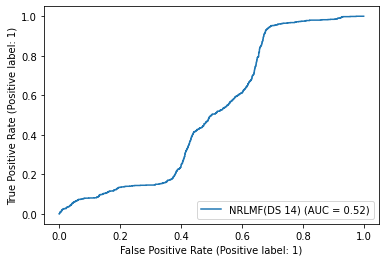 1.0
0.8
0.6
0.4
0.2
0.0
True Positive Rate (Positive label: 1)
NRLMF(DS 14) (AUC = 0.52)
0.0 0.2 0.4 0.6 0.8 1.0
False Positive Rate (Positive label: 1)